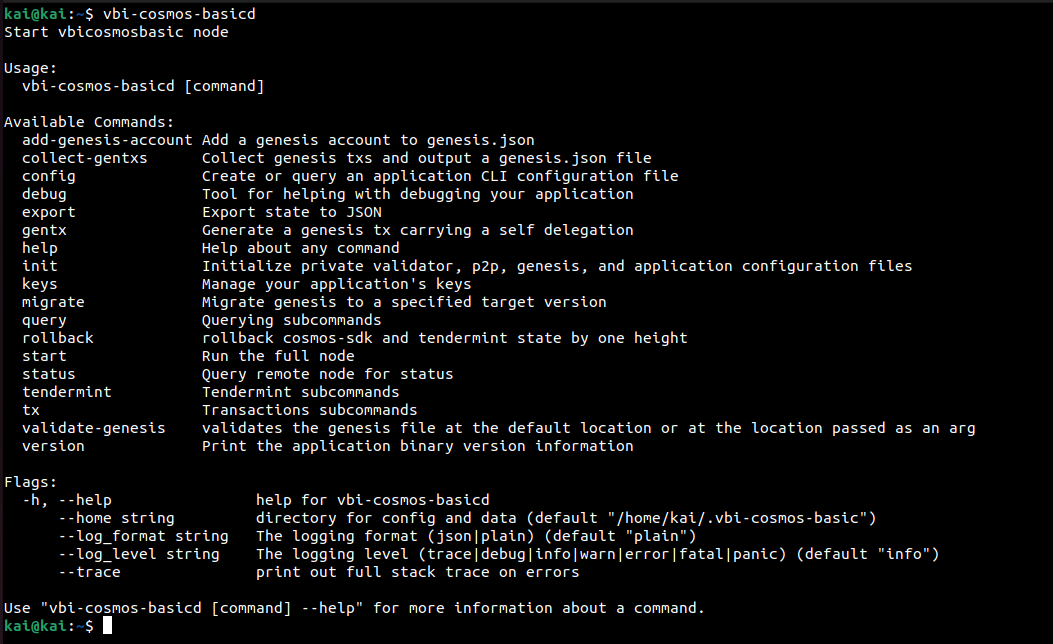 kai@kai:~$ vbi-cosmos-basicd
Start vbicosmosbasic node
Usage:
  vbi-cosmos-basicd [command]
Available Commands:
  add-genesis-account Add a genesis account to genesis.json
  collect-gentxs      Collect genesis txs and output a genesis.json file
  config              Create or query an application CLI configuration file
  debug               Tool for helping with debugging your application
  export              Export state to JSON
  gentx               Generate a genesis tx carrying a self delegation
  help                Help about any command
  init                Initialize private validator, p2p, genesis, and application configuration files
  keys                Manage your application's keys
  migrate             Migrate genesis to a specified target version
  query               Querying subcommands
  rollback            rollback cosmos-sdk and tendermint state by one height
  start               Run the full node
  status              Query remote node for status
  tendermint          Tendermint subcommands
  tx                  Transactions subcommands
  validate-genesis    validates the genesis file at the default location or at the location passed as an arg
  version             Print the application binary version information
Flags:
  -h, --help                help for vbi-cosmos-basicd
      --home string         directory for config and data (default "/home/kai/.vbi-cosmos-basic")
      --log_format string   The logging format (json|plain) (default "plain")
      --log_level string    The logging level (trace|debug|info|warn|error|fatal|panic) (default "info")
      --trace               print out full stack trace on errors
Use "vbi-cosmos-basicd [command] --help" for more information about a command.
kai@kai:~$